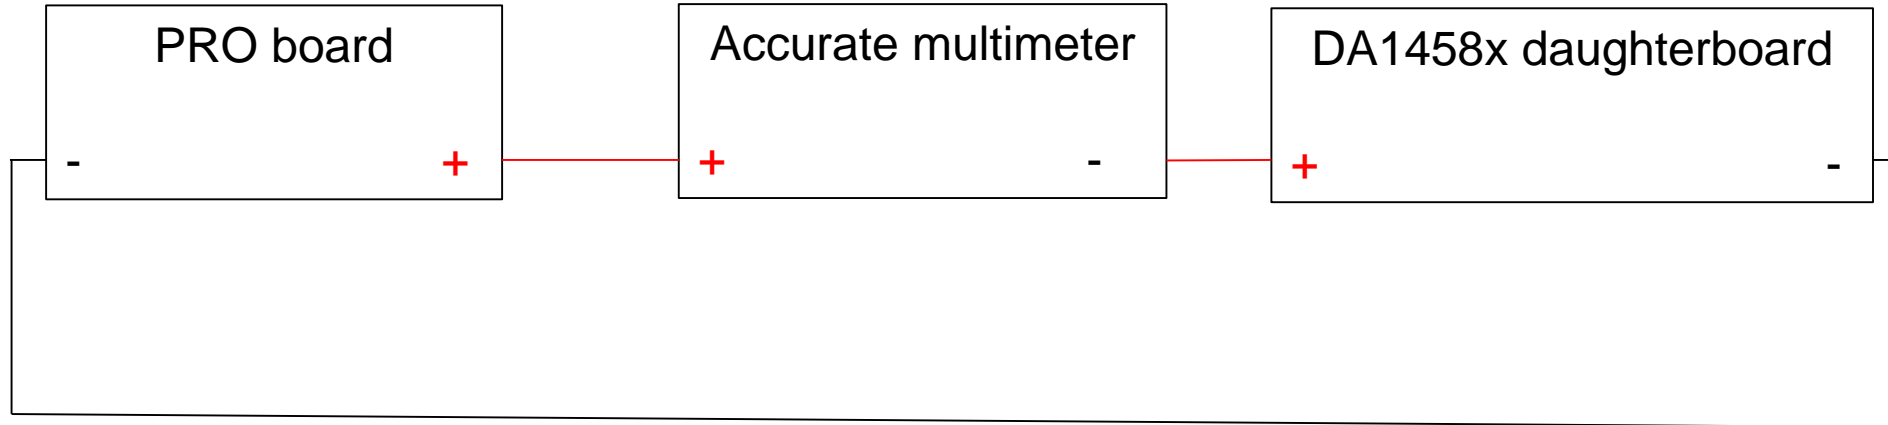 PRO board
Accurate multimeter
DA1458x daughterboard
- +
+ -
+ -